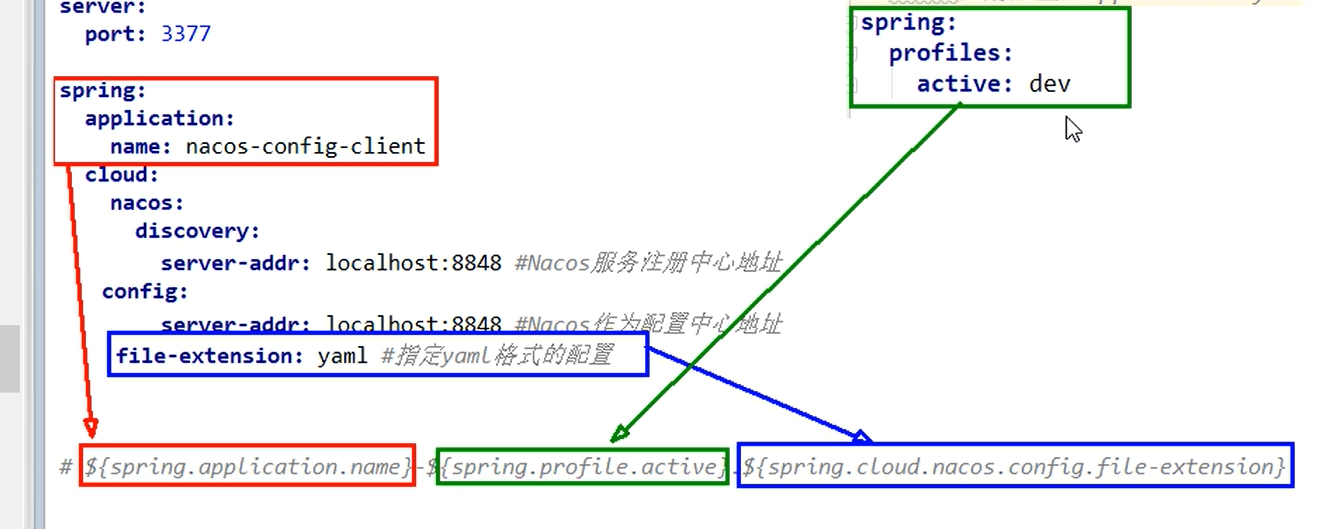 server:
port: 3377
spring:
application:
name: nacos-config-client
cloud:
nacos:
discovery:
server-addr: localhost:8848 #Nacos服务注册中心地址
config:
server-addr: localhost:8848 #Nacos作为配置中心地址
file-extension: yaml #指定yaml格式的配置
spring:
profiles:
active: dev
# ${spring.application.name}-${spring.profile.active}.${spring.cloud.nacos.config.file-extension}